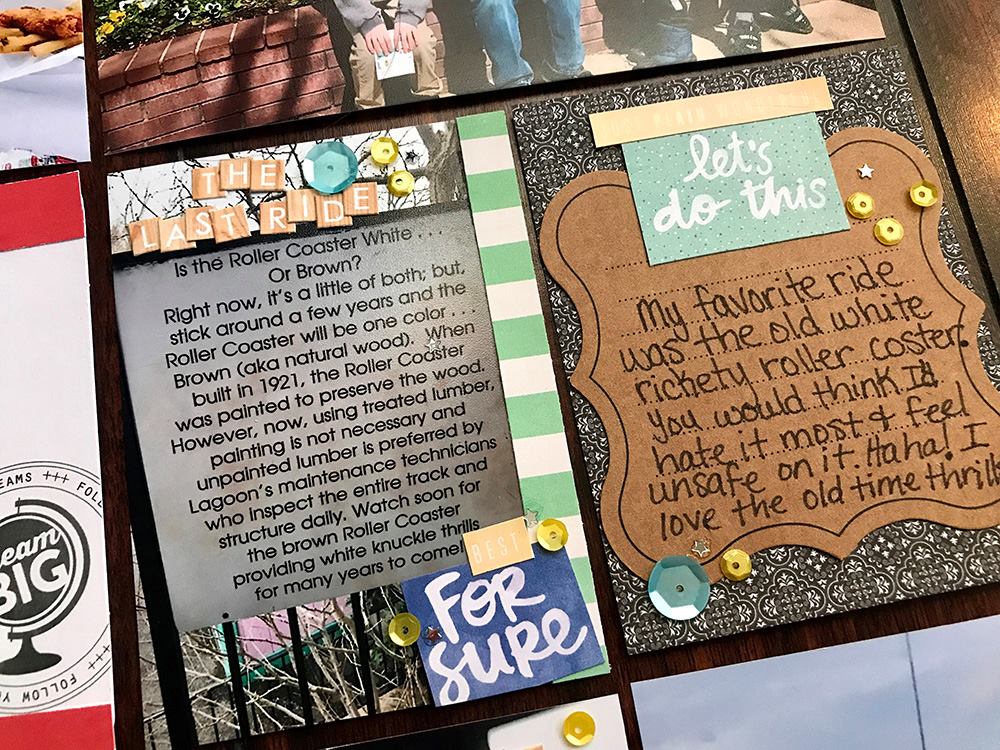 THE
LAST RIDE
Is the Roller Coaster White . . .
Or Brown?
Right now, it's a little of both; but,
stick around a few years and the
Roller Coaster will be one color . . .
Brown (aka natural wood). When
built in 1921, the Roller Coaster
was painted to preserve the wood.
However, now, using treated lumber,
painting is not necessary and
unpainted lumber is preferred by
Lagoon's maintenance technicians
who inspect the entire track and
structure daily. Watch soon for
the brown Roller Coaster
providing white knuckle thrills
for many years to come!
BEST
FOR
SURE
let's
do this
My favorite ride
was the old white
rickety roller coster.
You would think I'd
hate it most & feel
unsafe on it. Haha! I
love the old time thrill
BIG
FOLLOW